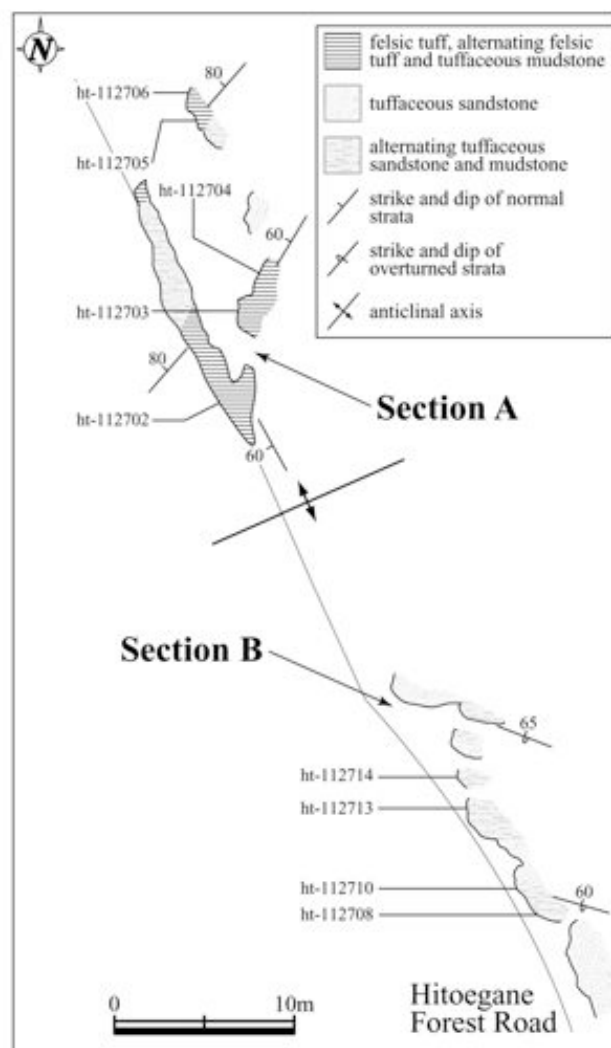 N
felsic tuff, alternating felsic
tuff and tuffaceous mudstone
tuffaceous sandstone
alternating tuffaceous
sandstone and mudstone
strike and dip of normal
strata
strike and dip of
overturned strata
anticlinal axis
80
ht-112706
ht-112705
ht-112704
60
ht-112703
80
Section A
ht-112702
60
Section B
65
ht-112714
ht-112713
ht-112710
60
ht-112708
0
10m
Hitoegane
Forest Road